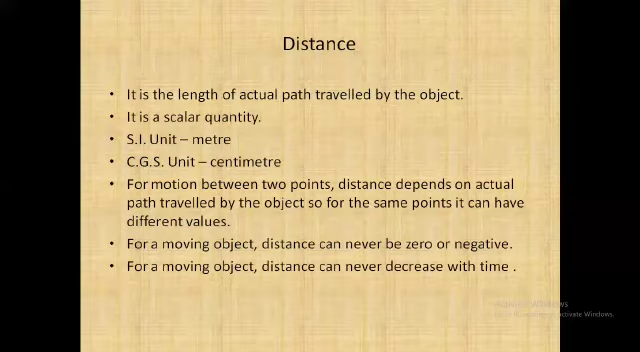 Distance
• It is the length of actual path travelled by the object.
• It is a scalar quantity.
• S.I. Unit – metre
• C.G.S. Unit – centimetre
• For motion between two points, distance depends on actual
path travelled by the object so for the same points it can have
different values.
• For a moving object, distance can never be zero or negative.
• For a moving object, distance can never decrease with time .
Windows
activate Windows.